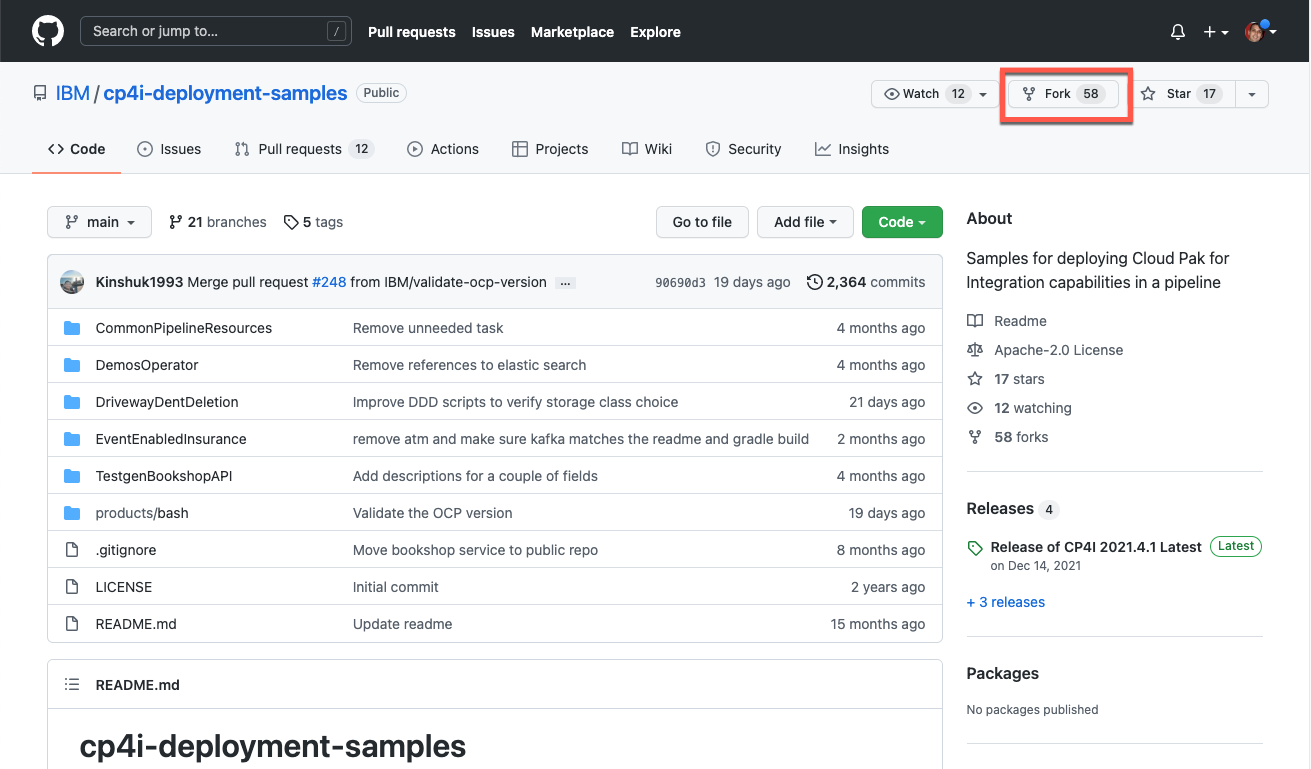 Search or jump to... /
Pull requests Issues Marketplace Explore
IBM / cp4i-deployment-samples Public
Watch 12 Fork 58 Star 17
Code Issues Pull requests 12 Actions Projects Wiki Security Insights
main 21 branches 5 tags Go to file Add file Code
Kinshuk1993 Merge pull request #248 from IBM/validate-ocp-version ... 90690d3 19 days ago 2,364 commits
CommonPipelineResources Remove unneeded task 4 months ago
DemosOperator Remove references to elastic search 4 months ago
DrivewayDentDeletion Improve DDD scripts to verify storage class choice 21 days ago
EventEnabledInsurance remove atm and make sure kafka matches the readme and gradle build 2 months ago
TestgenBookshopAPI Add descriptions for a couple of fields 4 months ago
products/bash Validate the OCP version 19 days ago
.gitignore Move bookshop service to public repo 8 months ago
LICENSE Initial commit 2 years ago
README.md Update readme 15 months ago
README.md
cp4i-deployment-samples
About
Samples for deploying Cloud Pak for
Integration capabilities in a pipeline
Readme
Apache-2.0 License
17 stars
12 watching
58 forks
Releases 4
Release of CP4I 2021.4.1 Latest Latest
on Dec 14, 2021
+ 3 releases
Packages
No packages published